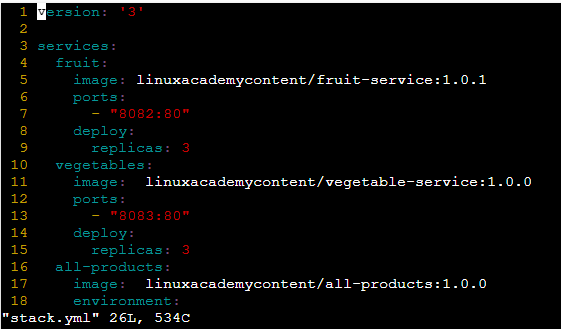 1 version: '3'
2
3 services:
4   fruit:
5     image: linuxacademycontent/fruit-service:1.0.1
6     ports:
7       - "8082:80"
8     deploy:
9       replicas: 3
10   vegetables:
11     image:  linuxacademycontent/vegetable-service:1.0.0
12     ports:
13       - "8083:80"
14     deploy:
15       replicas: 3
16   all-products:
17     image:  linuxacademycontent/all-products:1.0.0
18     environment:
"stack.yml" 26L, 534C